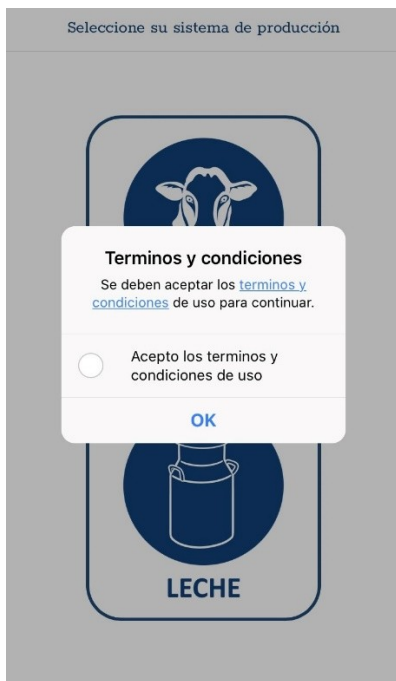 Seleccione su sistema de producción
Terminos y condiciones
Se deben aceptar los terminos y
condiciones de uso para continuar.
Acepto los terminos y
condiciones de uso
OK
LECHE